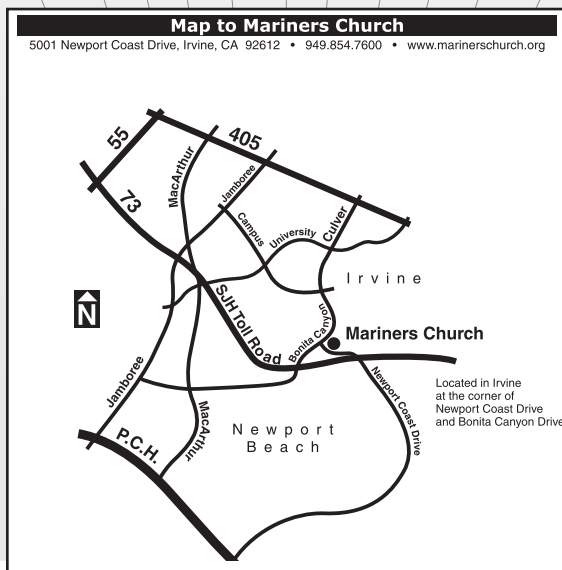 Map to Mariners Church
5001 Newport Coast Drive, Irvine, CA 92612 • 949.854.7600 • www.marinerschurch.org
55
405
MacArthur
Jamboree
73
Campus
University
Culver
Irvine
N
SJH Toll Road
Bonita Canyon
Mariners Church
Jamboree
MacArthur
Newport Coast Drive
Located in Irvine
at the corner of
Newport Coast Drive
and Bonita Canyon Drive
P.C.H.
Newport
Beach